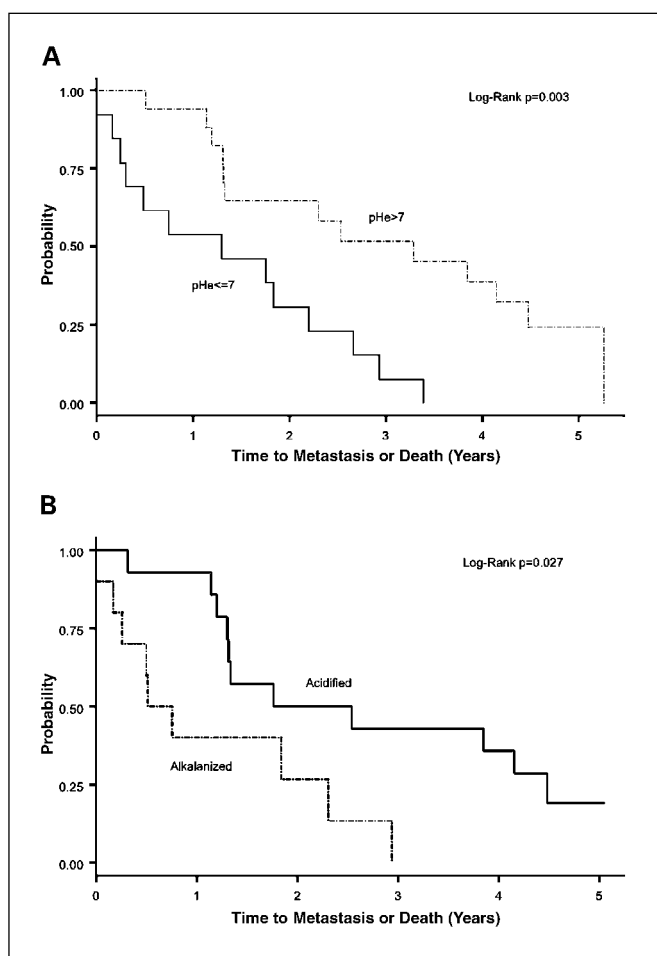 A
1.00
0.75
0.50
0.25
0.00
Probability
Log-Rank p=0.003
pHe>7
pHe<=7
0 1 2 3 4 5
Time to Metastasis or Death (Years)
B
1.00
0.75
0.50
0.25
0.00
Probability
Log-Rank p=0.027
Acidified
Alkalanized
0 1 2 3 4 5
Time to Metastasis or Death (Years)